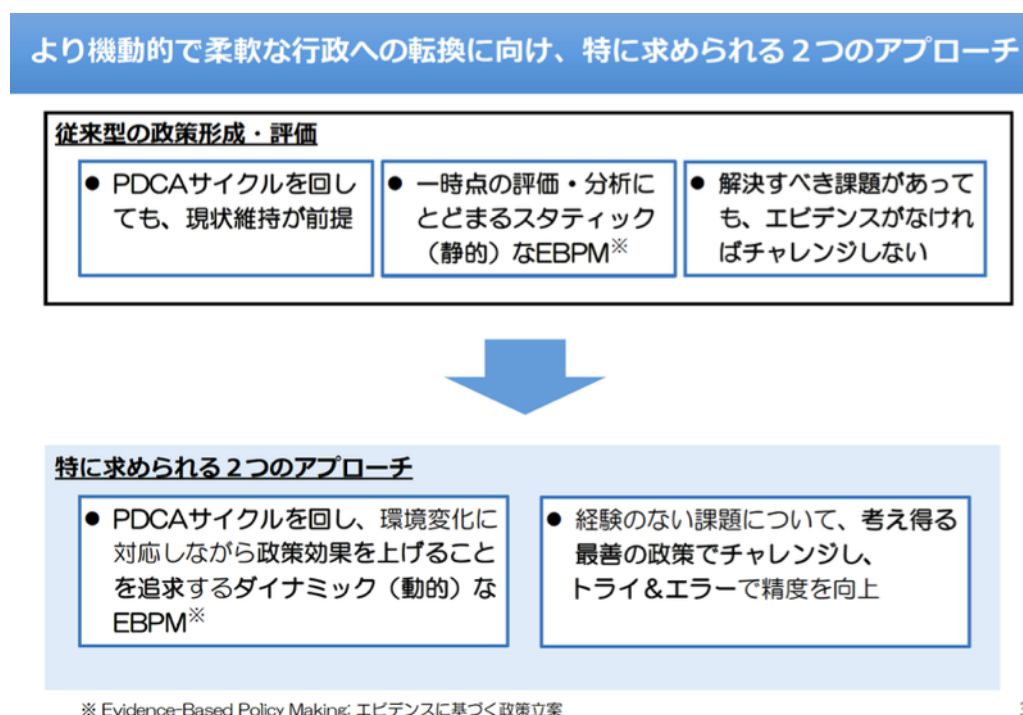 より機動的で柔軟な行政への転換に向け、特に求められる２つのアプローチ
従来型の政策形成・評価
● PDCAサイクルを回し
ても、現状維持が前提
● 一時点の評価・分析に
とどまるスタティック
（静的）なEBPM※
● 解決すべき課題があって
も、エビデンスがなけれ
ばチャレンジしない
特に求められる２つのアプローチ
● PDCAサイクルを回し、環境変化に
対応しながら政策効果を上げること
を追求するダイナミック（動的）な
EBPM※
● 経験のない課題について、考え得る
最善の政策でチャレンジし、
トライ＆エラーで精度を向上
※ Evidence-Based Policy Making: エビデンスに基づく政策立案